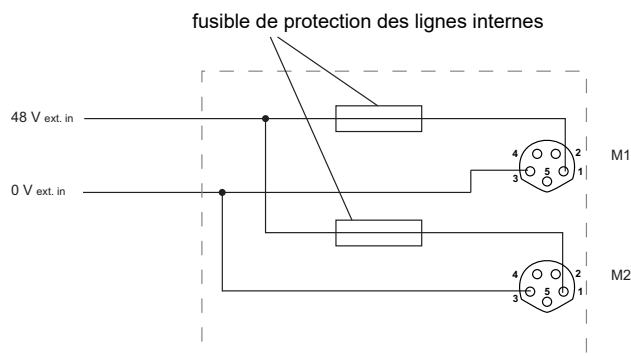 fusible de protection des lignes internes
48 V ext. in
4
2
M1
3
5
1
0 V ext. in
4
2
M2
3
5
1